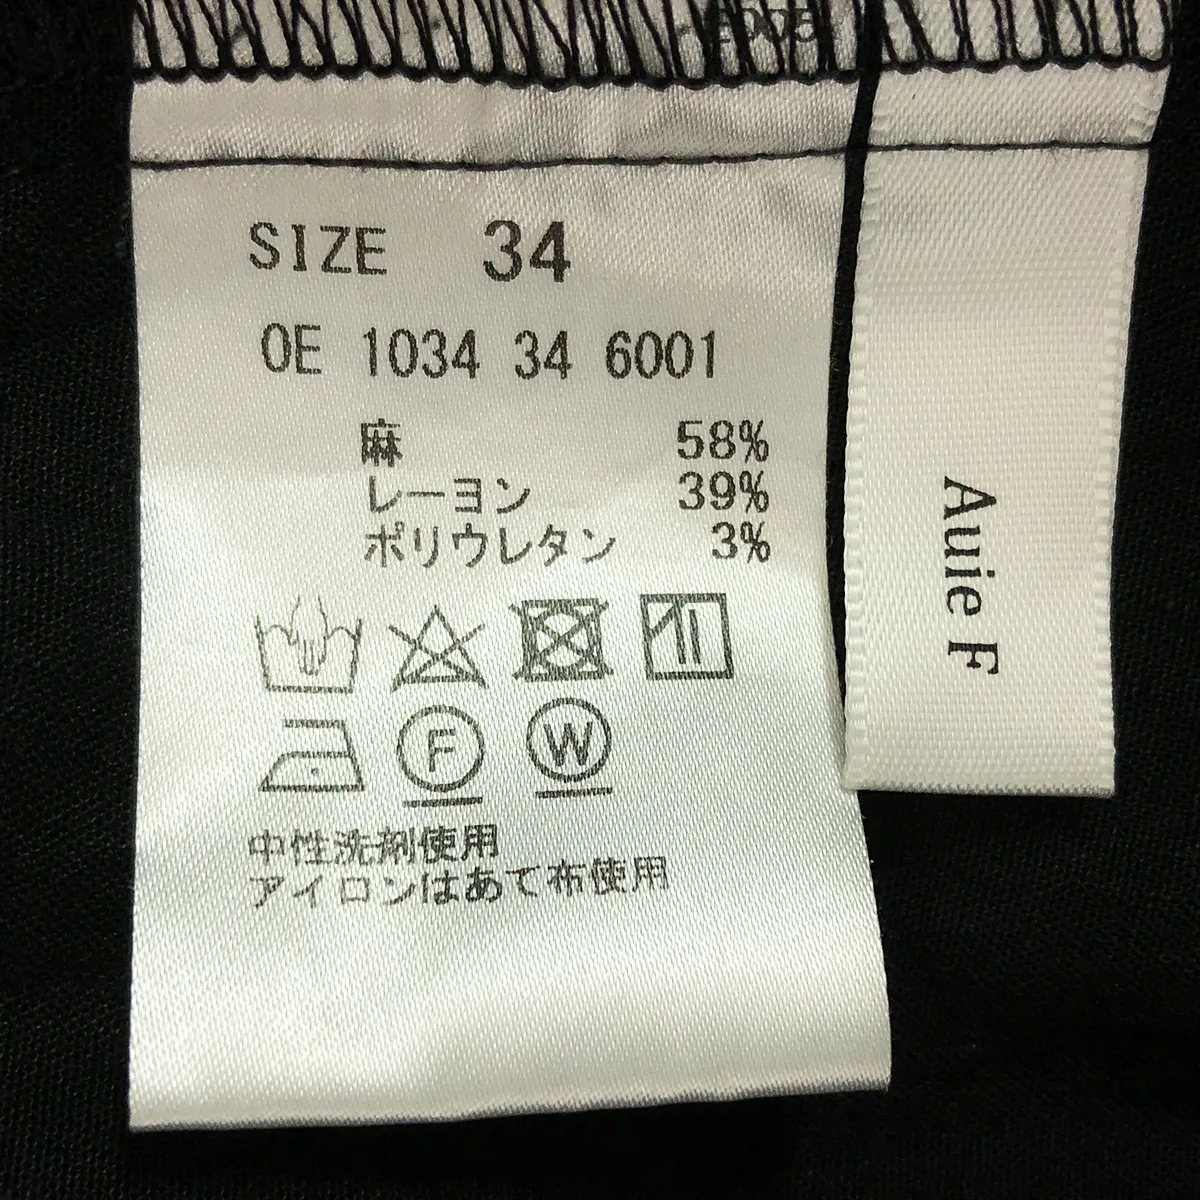 SIZE 34
OE 1034 34 6001
麻 58%
レーヨン 39%
ポリウレタン 3%
F W
中性洗剤使用
アイロンはあて布使用
Auie F